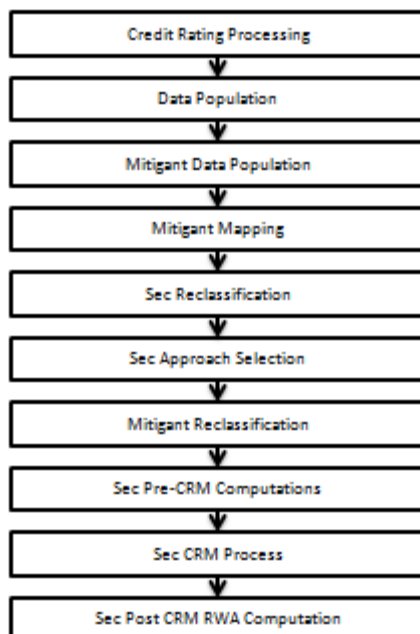 Credit Rating Processing
Data Population
Mitigant Data Population
Mitigant Mapping
Sec Reclassification
Sec Approach Selection
Mitigant Reclassification
Sec Pre-CRM Computations
Sec CRM Process
Sec Post CRM RWA Computation